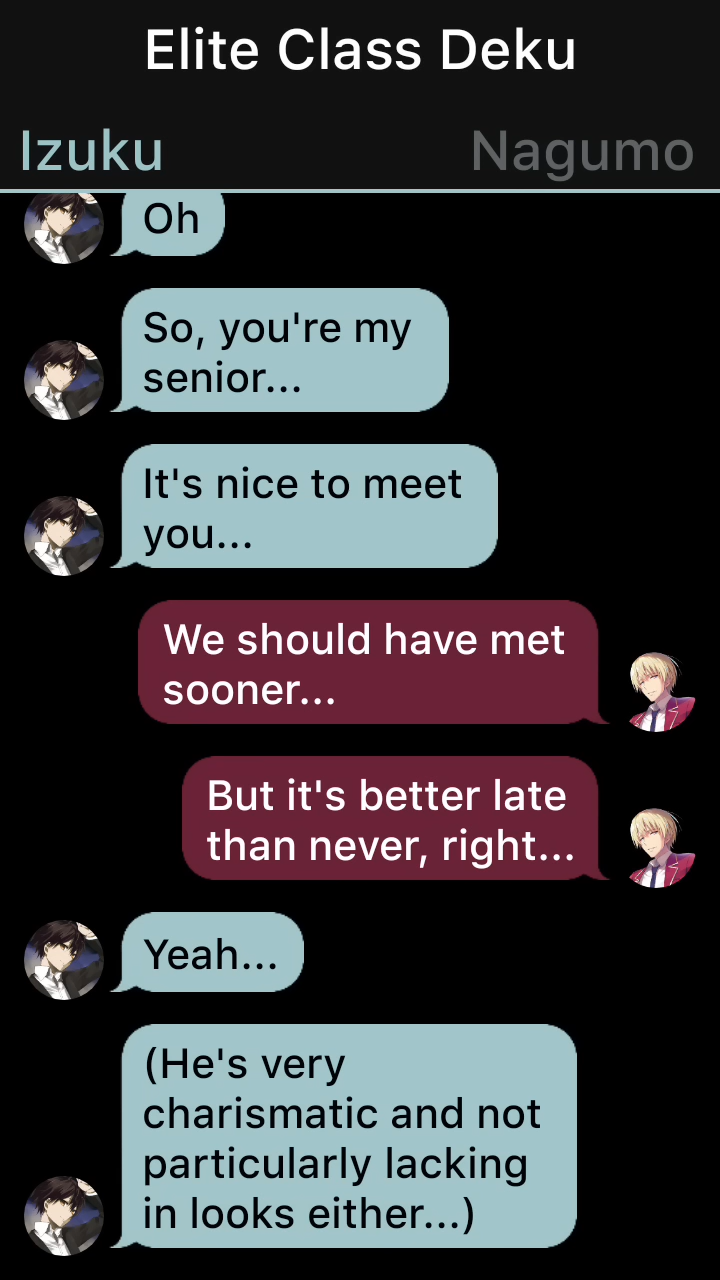 Elite Class Deku
Izuku
Nagumo
Oh
So, you're my
senior...
It's nice to meet
you...
We should have met
sooner...
But it's better late
than never, right...
Yeah...
(He's very
charismatic and not
particularly lacking
in looks either...)